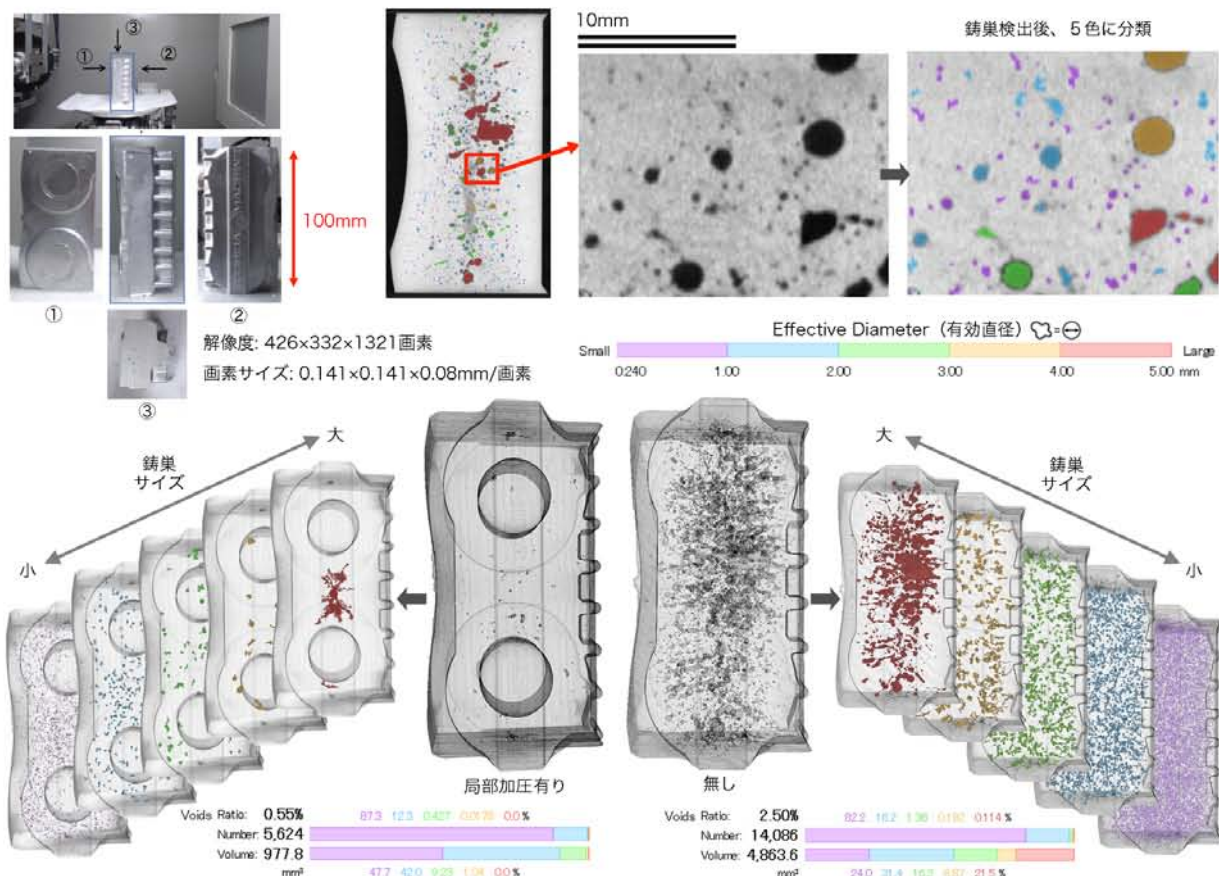 ③
①
②
100mm
①
②
③
10mm
鋳巣検出後、５色に分類
解像度: 426×332×1321画素
画素サイズ: 0.141×0.141×0.08mm/画素
Effective Diameter（有効直径）
Small
Large
0.240 1.00 2.00 3.00 4.00 5.00 mm
大
鋳巣
サイズ
小
大
鋳巣
サイズ
小
局部加圧有り
無し
Voids Ratio: 0.55%
87.3 12.3 0.427 0.0178 0.0 %
Number: 5,624
Volume: 977.8
mm³
47.7 42.0 9.23 1.08 0.0 %
Voids Ratio: 2.50%
82.2 16.2 1.36 0.192 0.114 %
Number: 14,086
Volume: 4,863.6
mm³
24.0 31.4 16.2 6.87 21.5 %